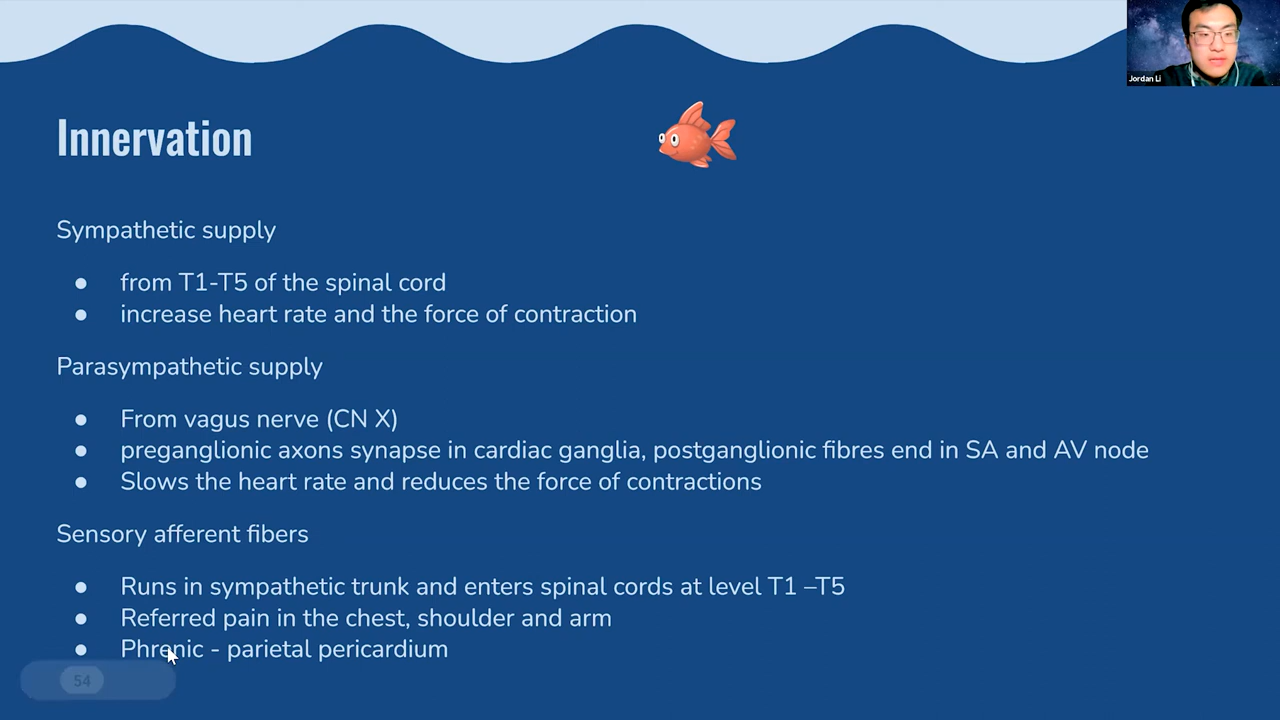 Jordan Li
Innervation
Sympathetic supply
● from T1-T5 of the spinal cord
● increase heart rate and the force of contraction
Parasympathetic supply
● From vagus nerve (CN X)
● preganglionic axons synapse in cardiac ganglia, postganglionic fibres end in SA and AV node
● Slows the heart rate and reduces the force of contractions
Sensory afferent fibers
● Runs in sympathetic trunk and enters spinal cords at level T1 –T5
● Referred pain in the chest, shoulder and arm
● Phrenic - parietal pericardium
54